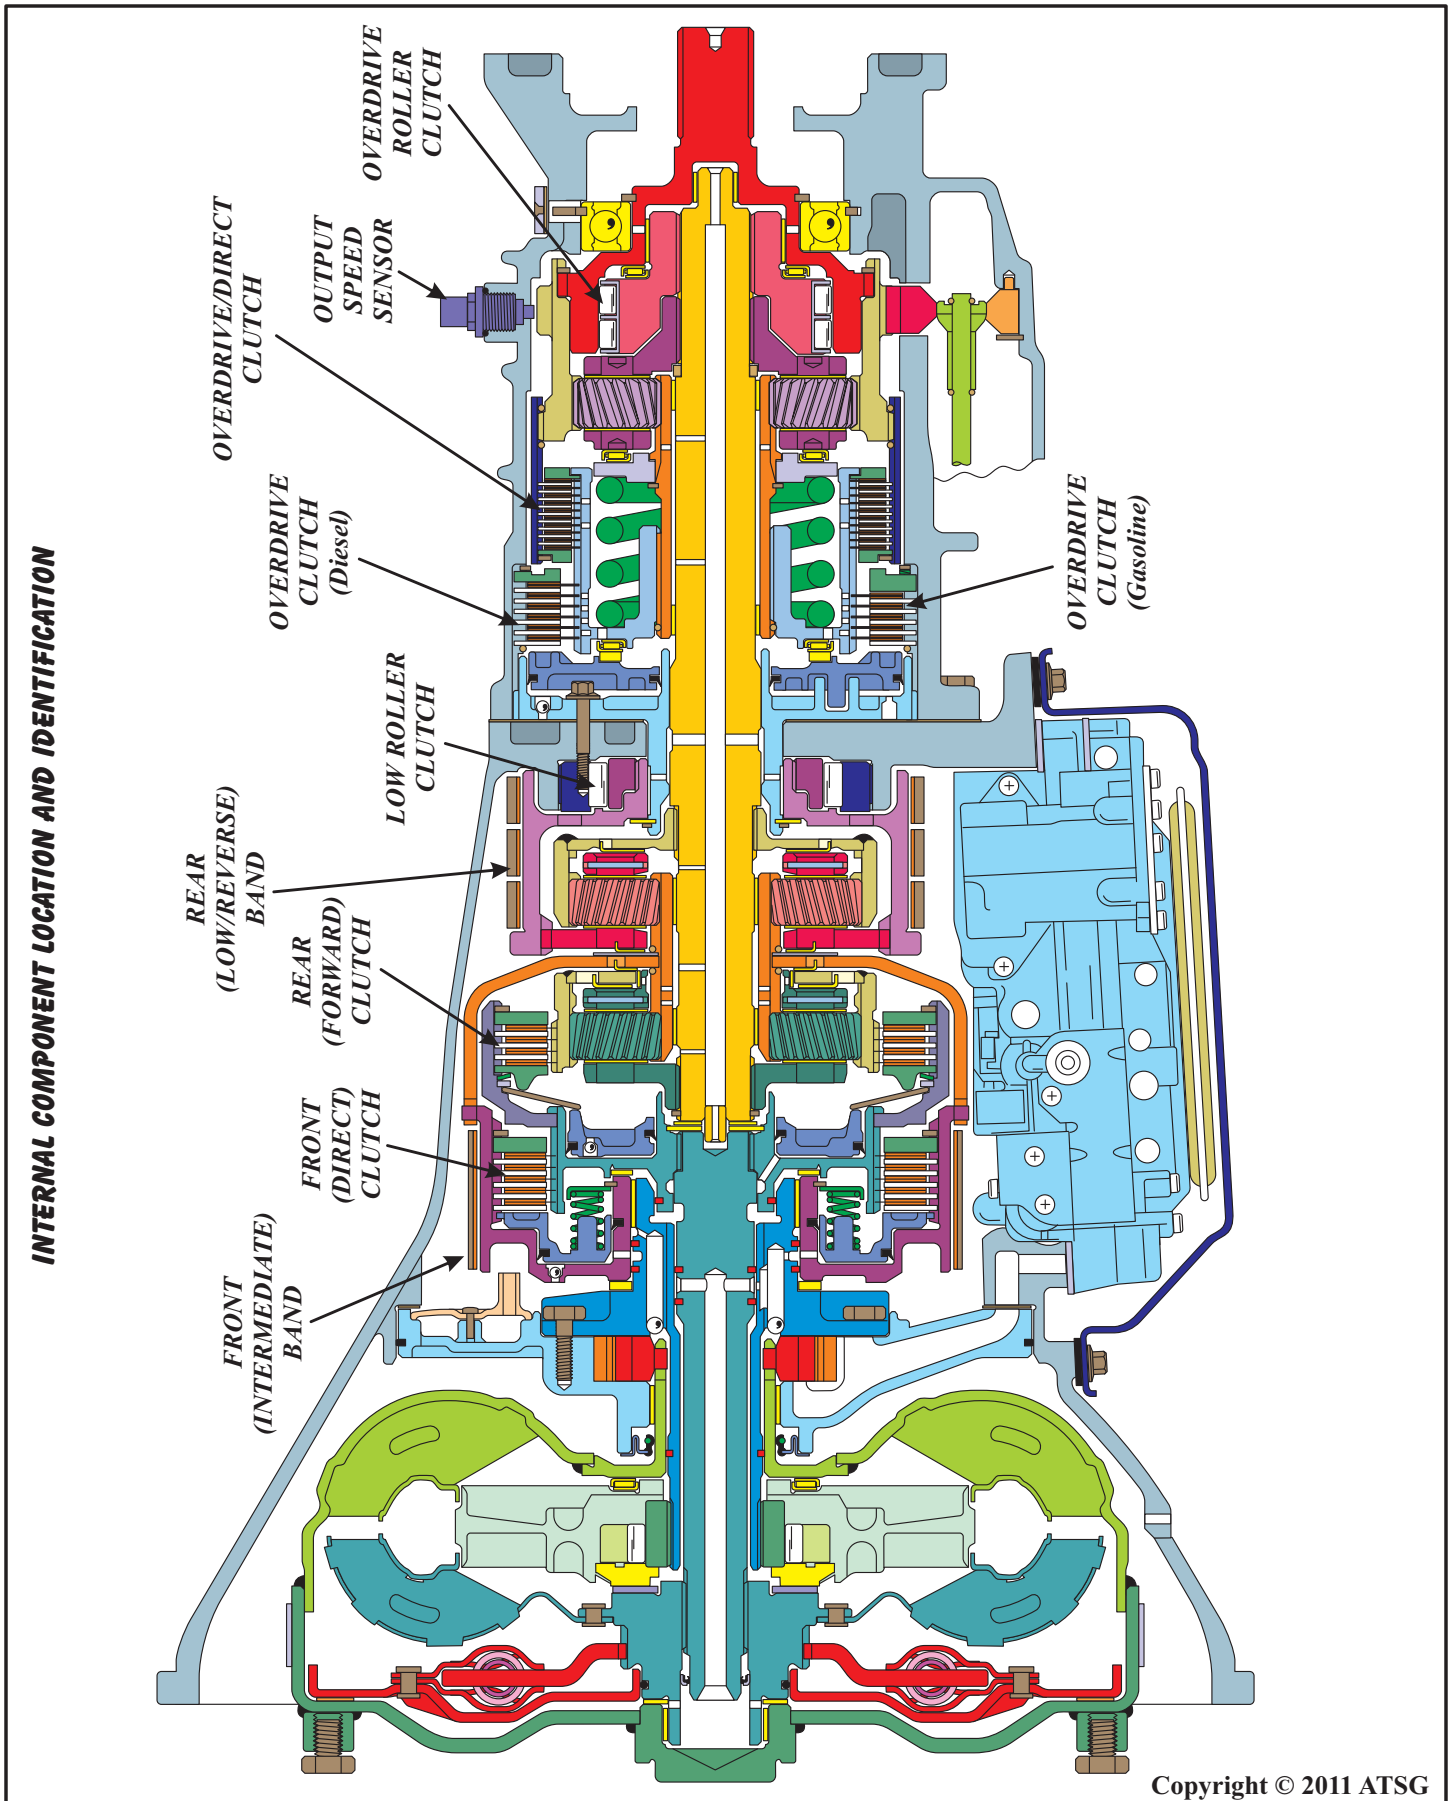 INTERNAL COMPONENT LOCATION AND IDENTIFICATION
FRONT
(INTERMEDIATE)
BAND
FRONT
(DIRECT)
CLUTCH
REAR
(FORWARD)
CLUTCH
REAR
(LOW/REVERSE)
BAND
LOW ROLLER
CLUTCH
OVERDRIVE
CLUTCH
(Diesel)
OVERDRIVE/DIRECT
CLUTCH
OUTPUT
SPEED
SENSOR
OVERDRIVE
ROLLER
CLUTCH
OVERDRIVE
CLUTCH
(Gasoline)
Copyright © 2011 ATSG